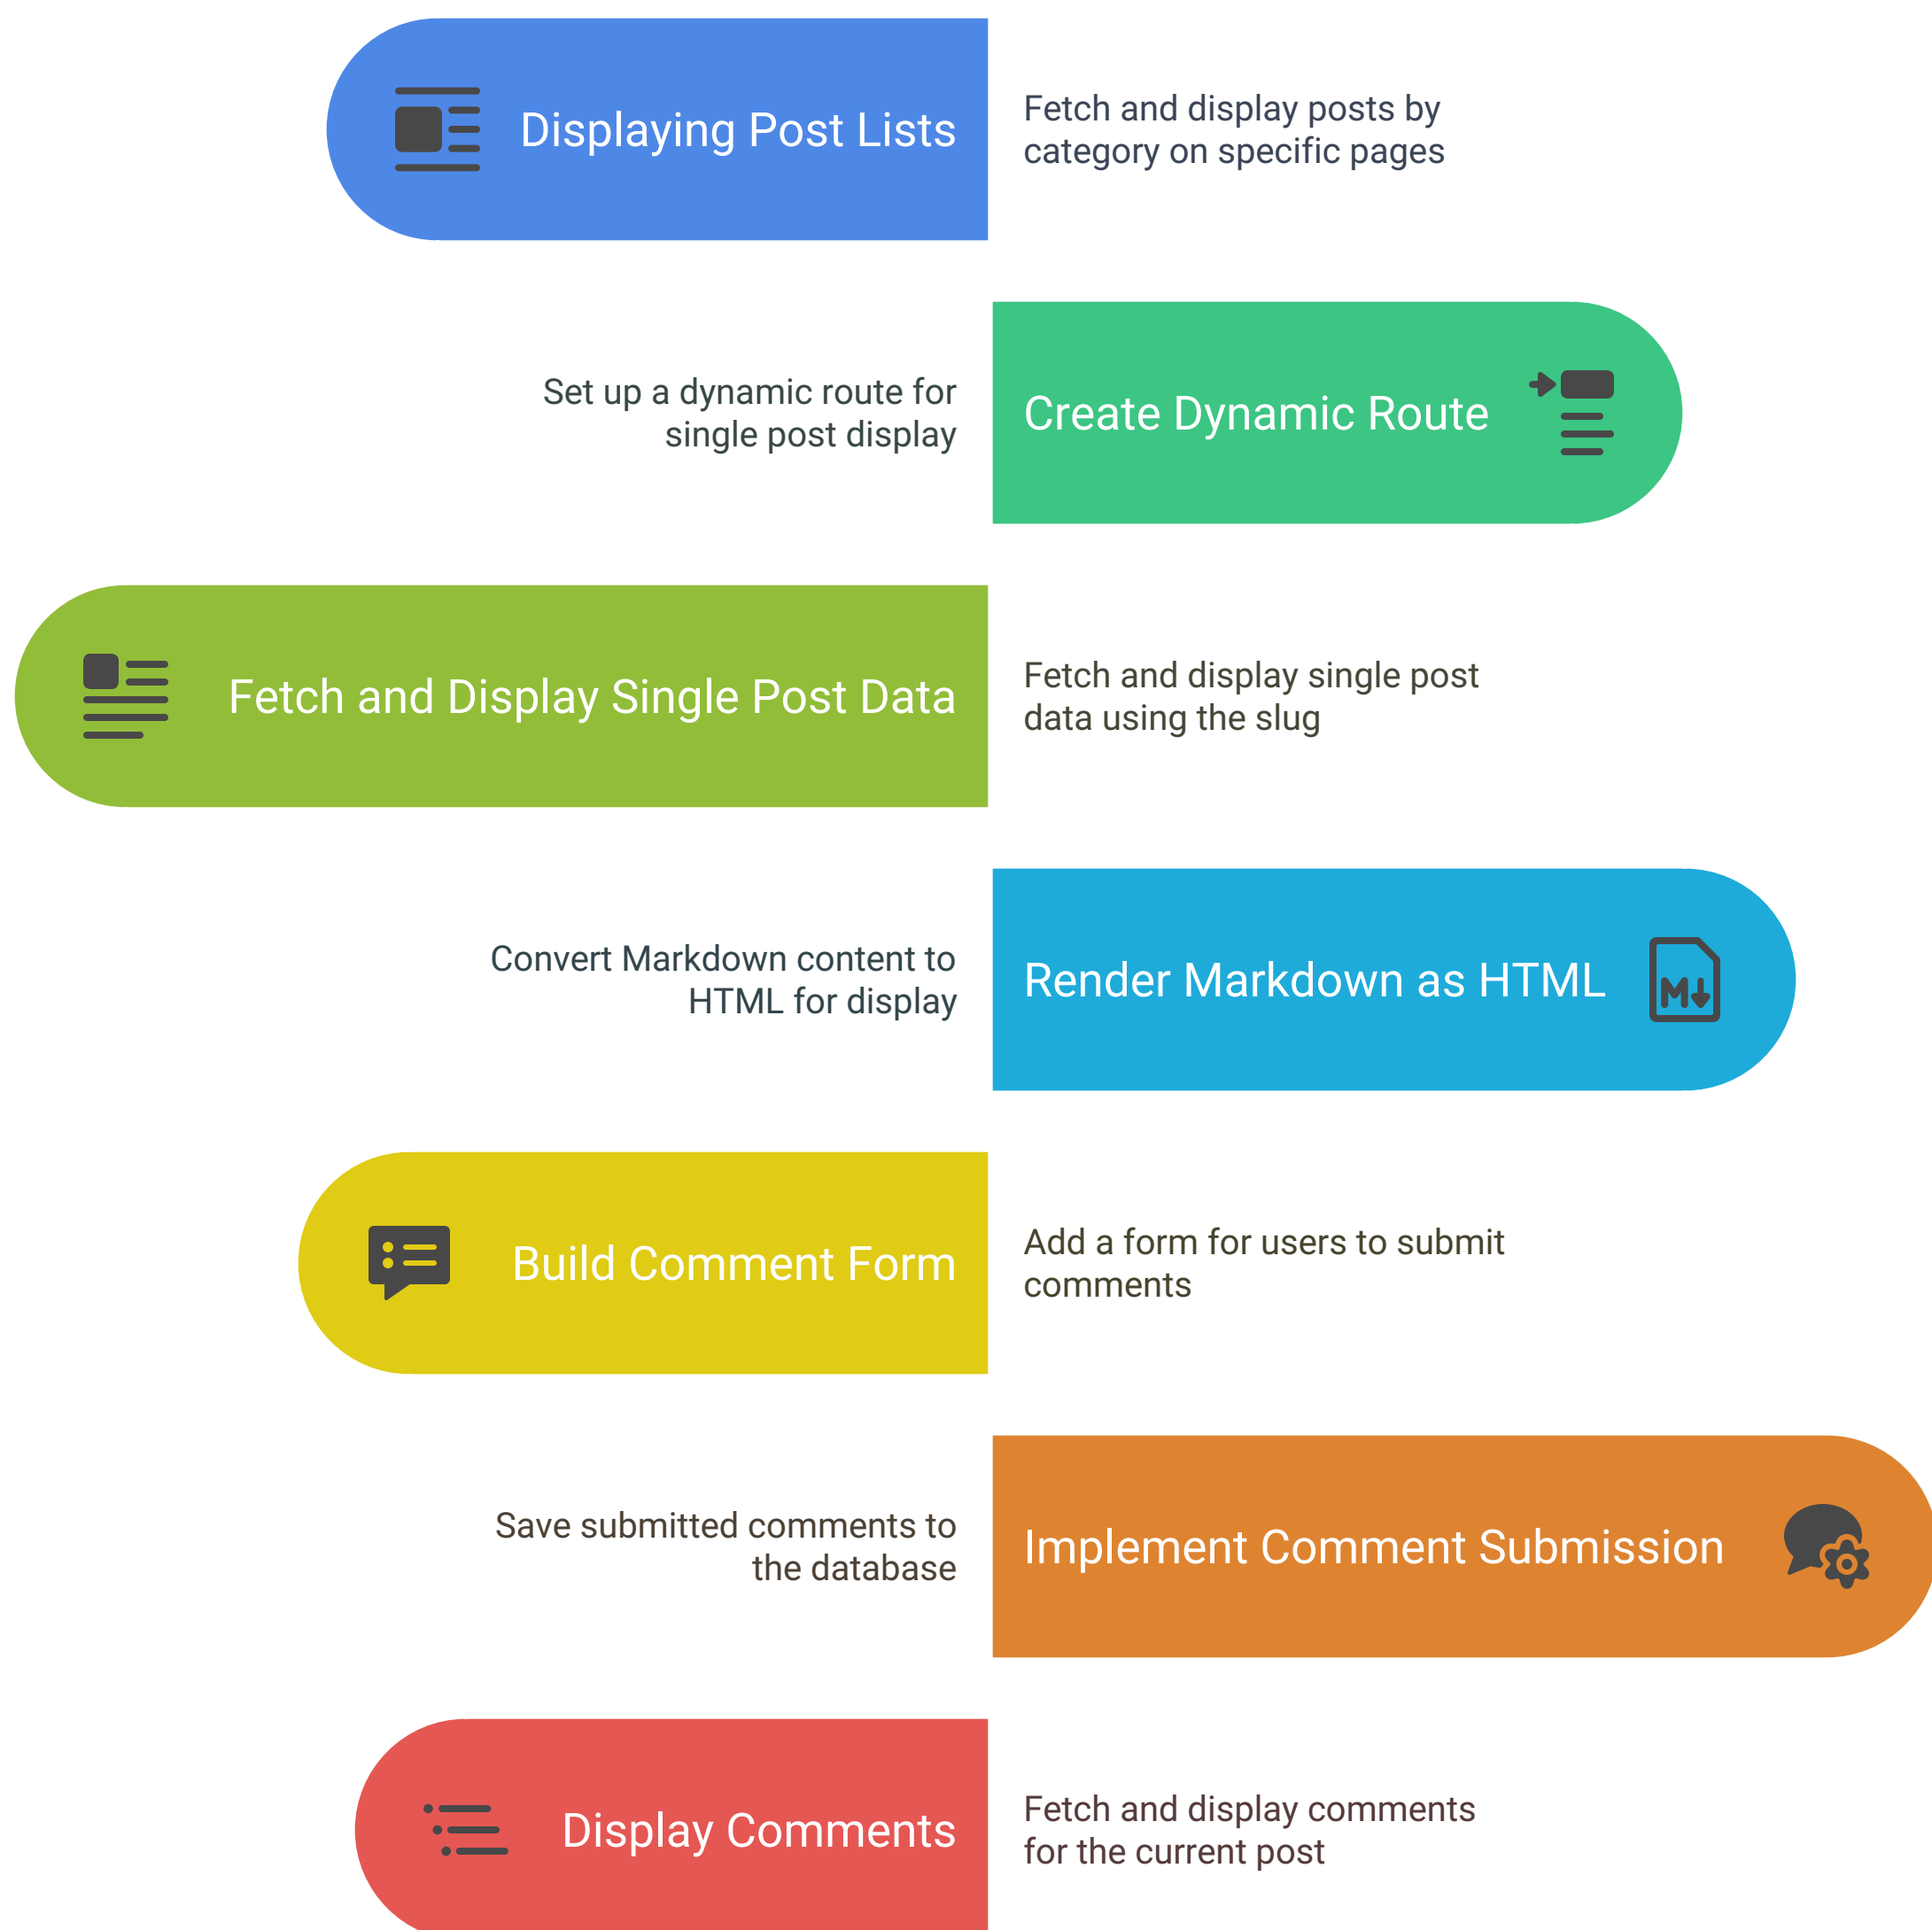 Displaying Post Lists
Fetch and display posts by
category on specific pages
Set up a dynamic route for
single post display
Create Dynamic Route
Fetch and Display Single Post Data
Fetch and display single post
data using the slug
Convert Markdown content to
HTML for display
Render Markdown as HTML
M
Build Comment Form
Add a form for users to submit
comments
Save submitted comments to
the database
Implement Comment Submission
Display Comments
Fetch and display comments
for the current post